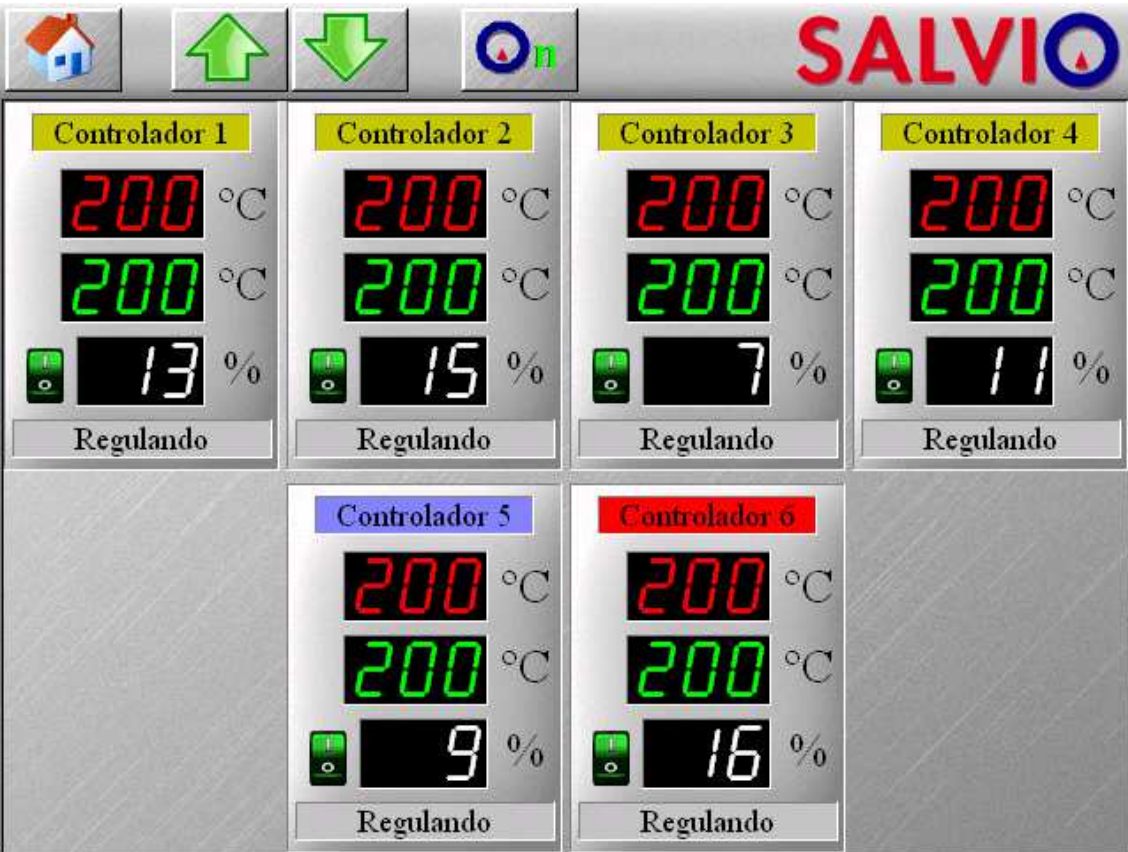 On
SALVIO
Controlador 1
200 °C
200 °C
13 %
Regulando
Controlador 2
200 °C
200 °C
15 %
Regulando
Controlador 3
200 °C
200 °C
7 %
Regulando
Controlador 4
200 °C
200 °C
11 %
Regulando
Controlador 5
200 °C
200 °C
9 %
Regulando
Controlador 6
200 °C
200 °C
16 %
Regulando